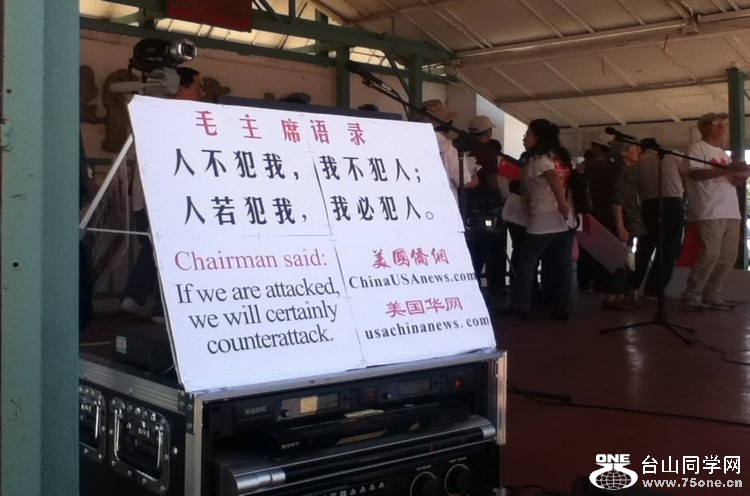 毛主席语录
人不犯我，我不犯人；
人若犯我，我必犯人。
Chairman said:
If we are attacked,
we will certainly
counterattack.
美國僑網
ChinaUSAnews.com
美国华网
usachinanews.com
SONY
ONE
台山同学网
www.75one.cn